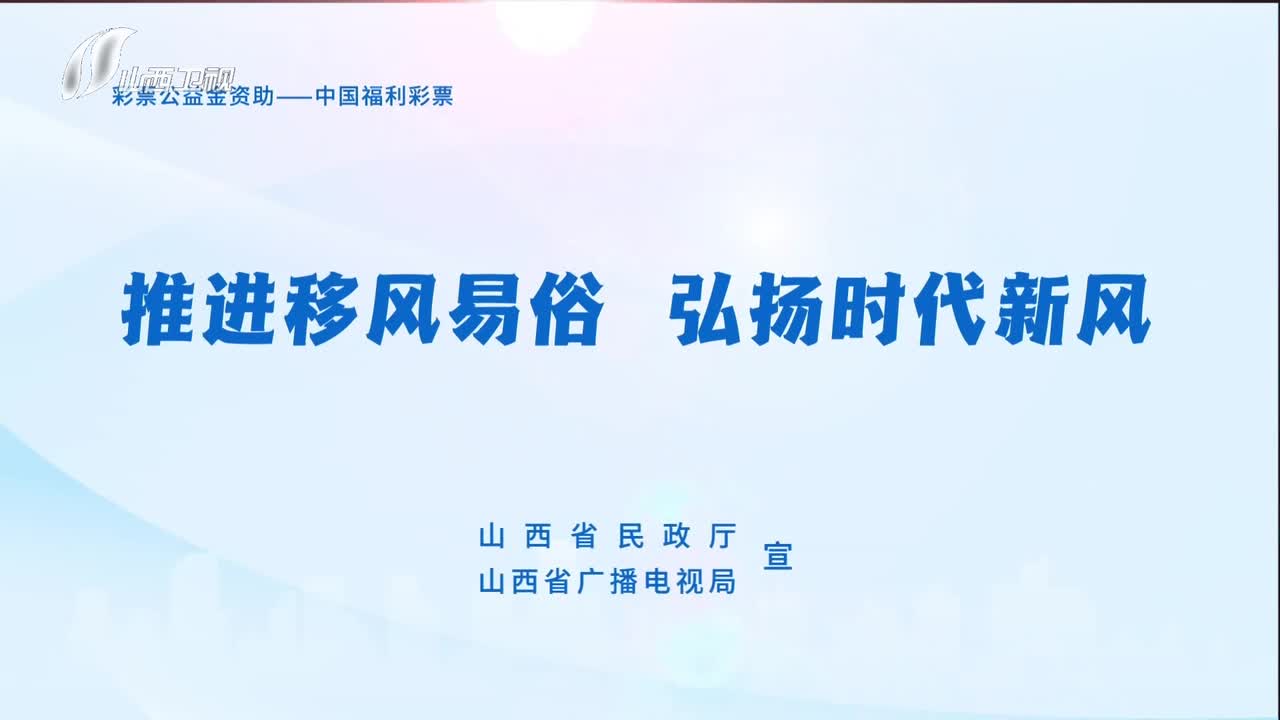 山西卫视
彩票公益金资助——中国福利彩票
推进移风易俗 弘扬时代新风
山西省民政厅
山西省广播电视局
宣